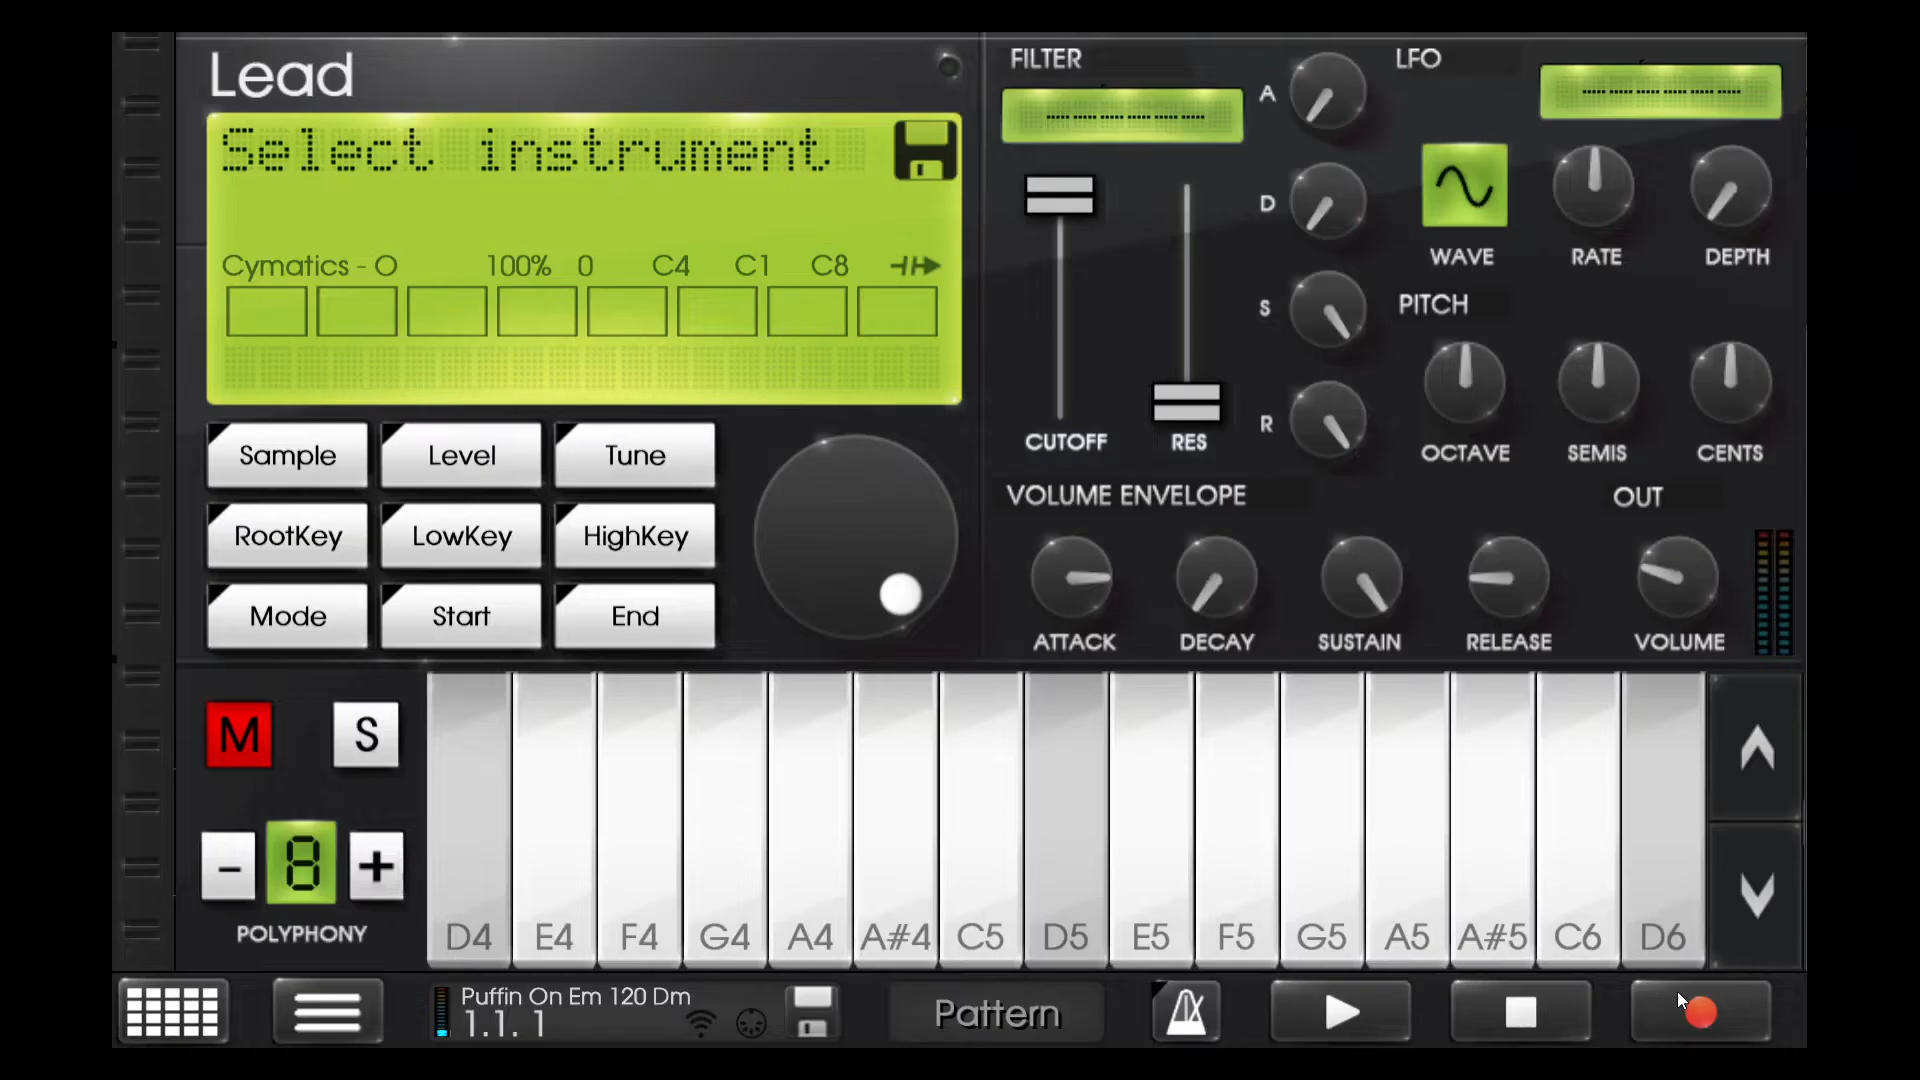 Lead
Select instrument
Cymatics - O 100% 0 C4 C1 C8
Sample Level Tune
RootKey LowKey HighKey
Mode Start End
FILTER
CUTOFF
RES
A
D
S
R
LFO
WAVE RATE DEPTH
PITCH
OCTAVE SEMIS CENTS
VOLUME ENVELOPE
ATTACK DECAY SUSTAIN RELEASE
OUT
VOLUME
M S
- 8 +
POLYPHONY
D4 E4 F4 G4 A4 A#4 C5 D5 E5 F5 G5 A5 A#5 C6 D6
Puffin On Em 120 Dm
1.1. 1
Pattern